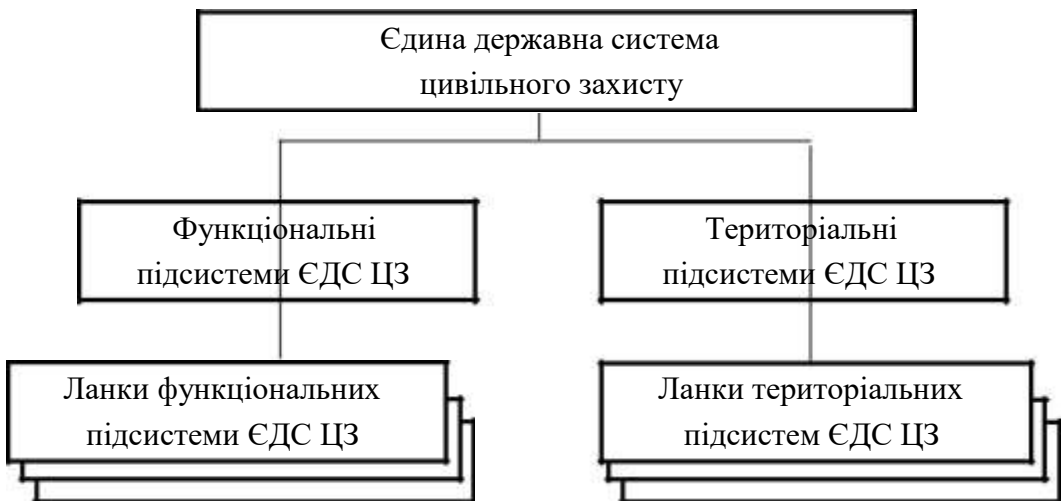 Єдина державна система
цивільного захисту
Функціональні
підсистеми ЄДС ЦЗ
Територіальні
підсистеми ЄДС ЦЗ
Ланки функціональних
підсистеми ЄДС ЦЗ
Ланки територіальних
підсистем ЄДС ЦЗ